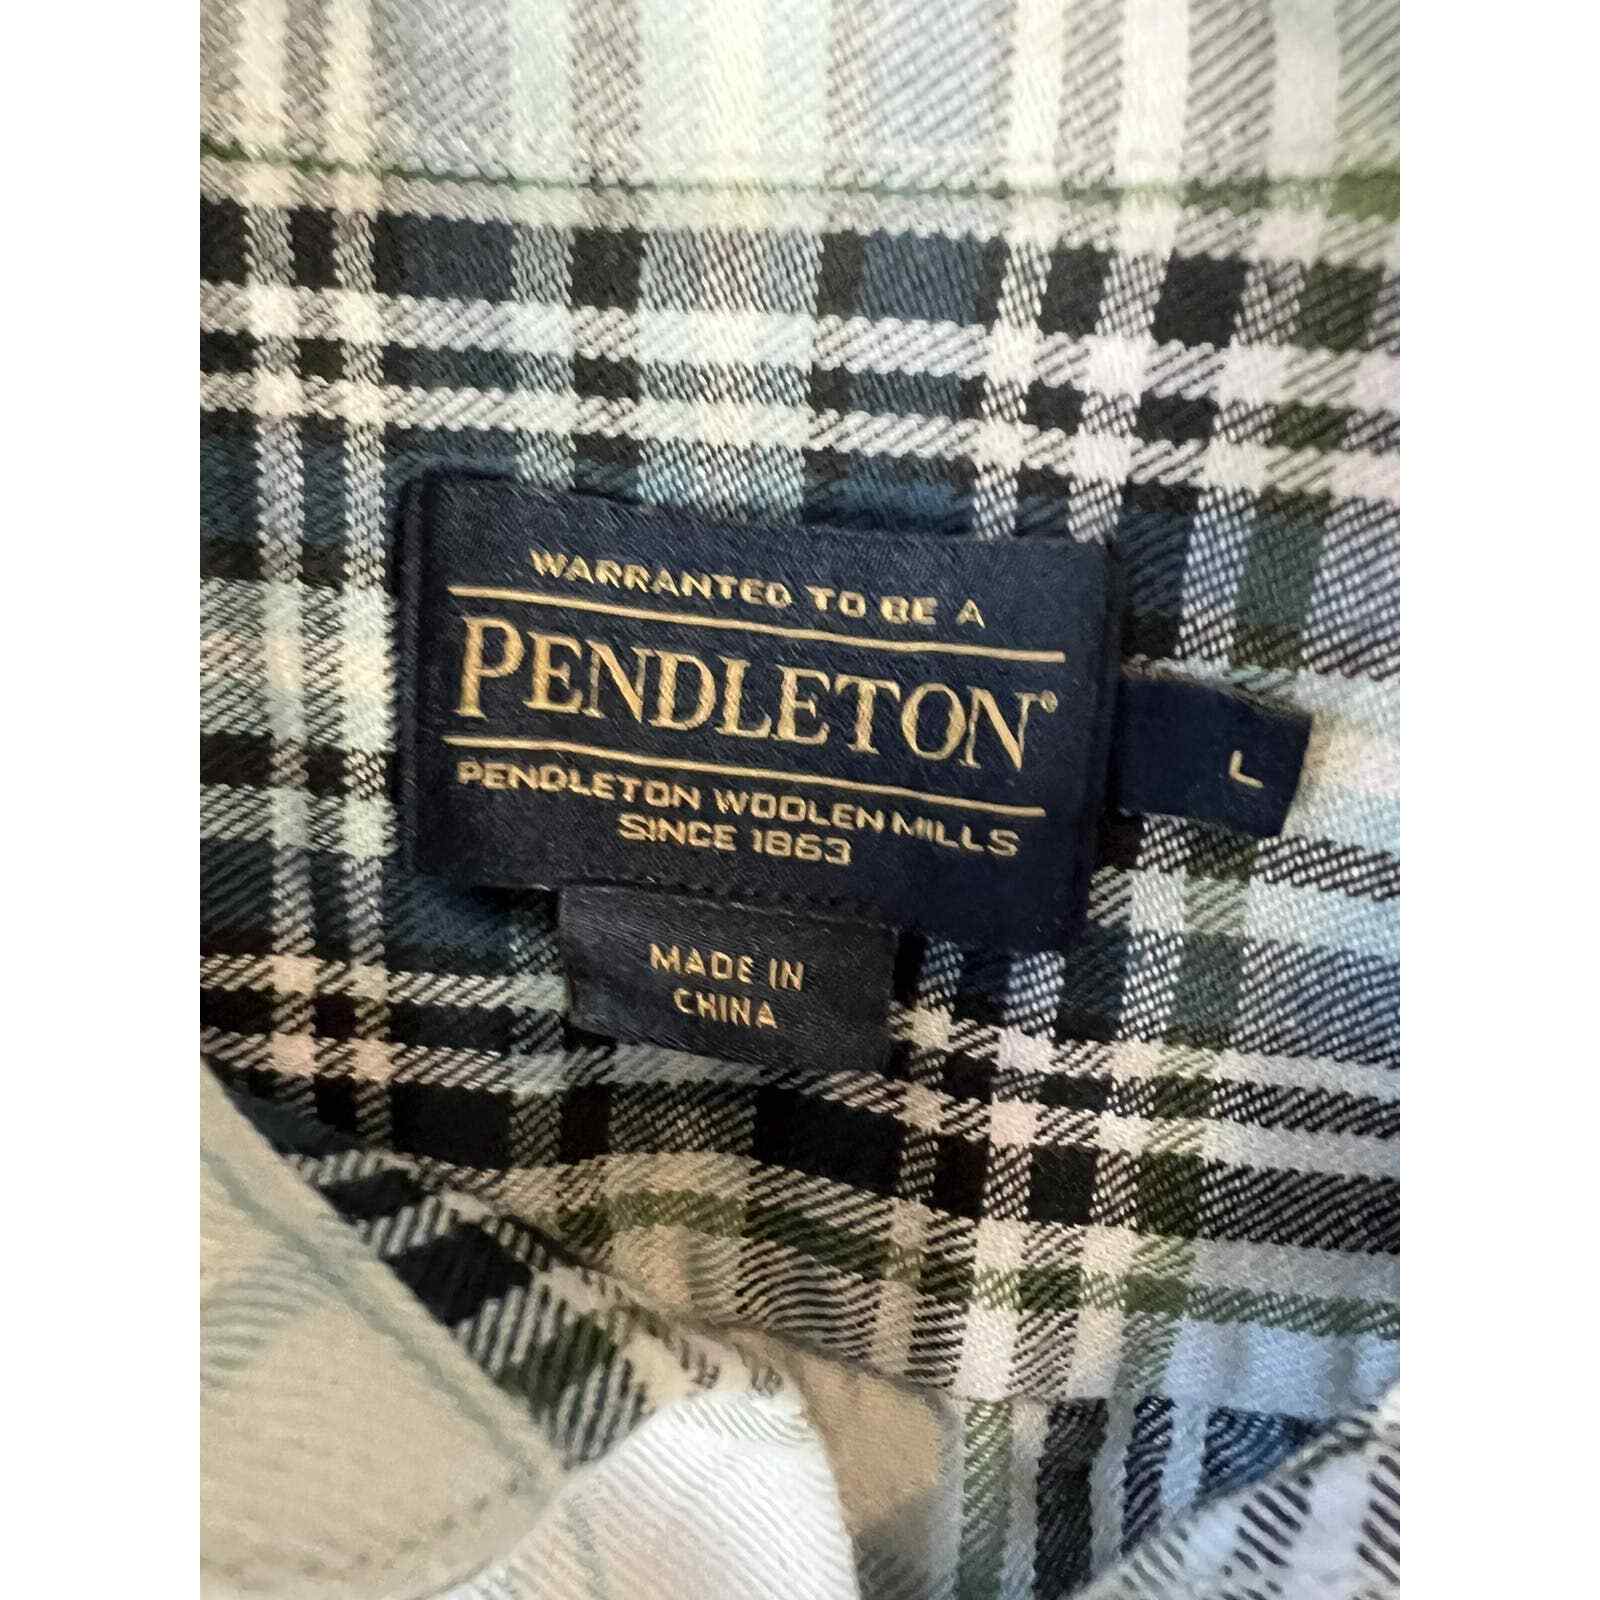 WARRANTED TO BE A
PENDLETON®
PENDLETON WOOLEN MILLS
SINCE 1863
L
MADE IN
CHINA